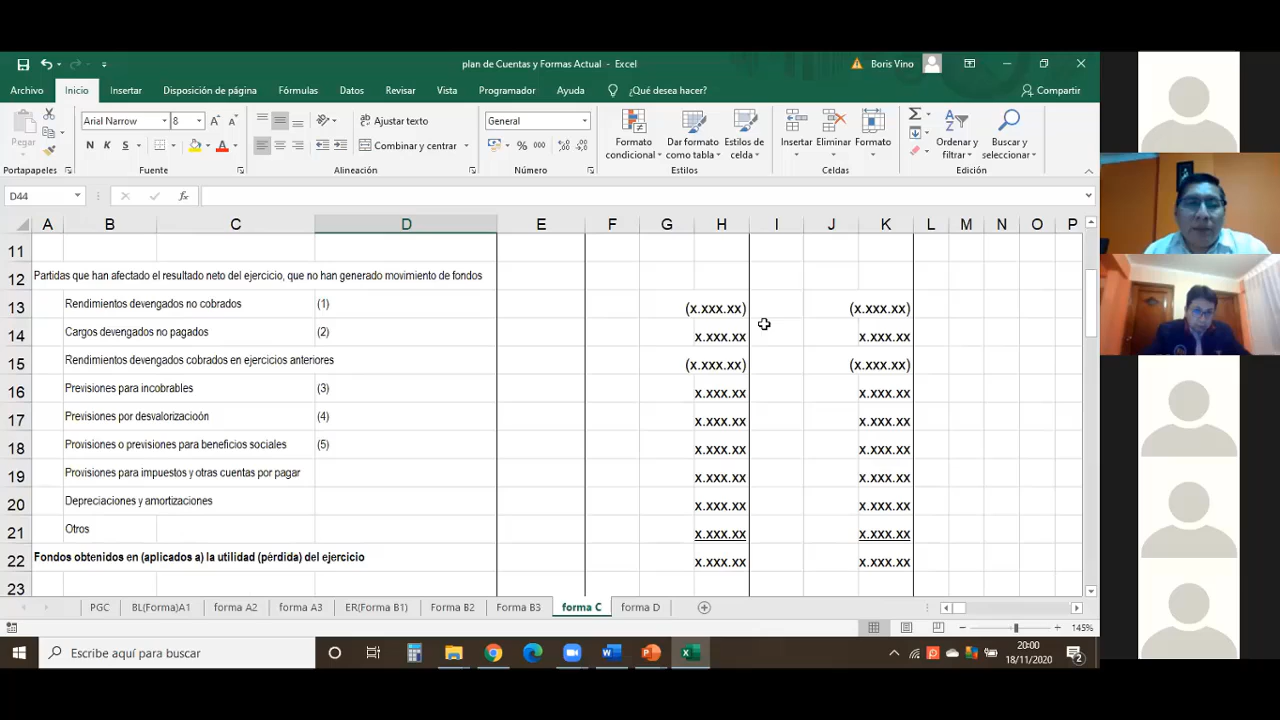 plan de Cuentas y Formas Actual - Excel
Boris Vino
Archivo Inicio Insertar Disposición de página Fórmulas Datos Revisar Vista Programador Ayuda ¿Qué desea hacer? Compartir
Pegar
Arial Narrow 8
N K S
Ajustar texto
Combinar y centrar
General
% 000
Formato condicional
Dar formato como tabla
Estilos de celda
Insertar Eliminar Formato
Ordenar y filtrar
Buscar y seleccionar
Portapapeles Fuente Alineación Número Estilos Celdas Edición
D44 fx
A B C D E F G H I J K L M N O P
11
12 Partidas que han afectado el resultado neto del ejercicio, que no han generado movimiento de fondos
13 Rendimientos devengados no cobrados (1) (x.xxx.xx) (x.xxx.xx)
14 Cargos devengados no pagados (2) x.xxx.xx x.xxx.xx
15 Rendimientos devengados cobrados en ejercicios anteriores (x.xxx.xx) (x.xxx.xx)
16 Previsiones para incobrables (3) x.xxx.xx x.xxx.xx
17 Previsiones por desvalorizacioón (4) x.xxx.xx x.xxx.xx
18 Provisiones o previsiones para beneficios sociales (5) x.xxx.xx x.xxx.xx
19 Provisiones para impuestos y otras cuentas por pagar x.xxx.xx x.xxx.xx
20 Depreciaciones y amortizaciones x.xxx.xx x.xxx.xx
21 Otros x.xxx.xx x.xxx.xx
22 Fondos obtenidos en (aplicados a) la utilidad (pérdida) del ejercicio x.xxx.xx x.xxx.xx
23
PGC BL(Forma)A1 forma A2 forma A3 ER(Forma B1) Forma B2 Forma B3 forma C forma D
145%
Escribe aquí para buscar
20:00
18/11/2020
2